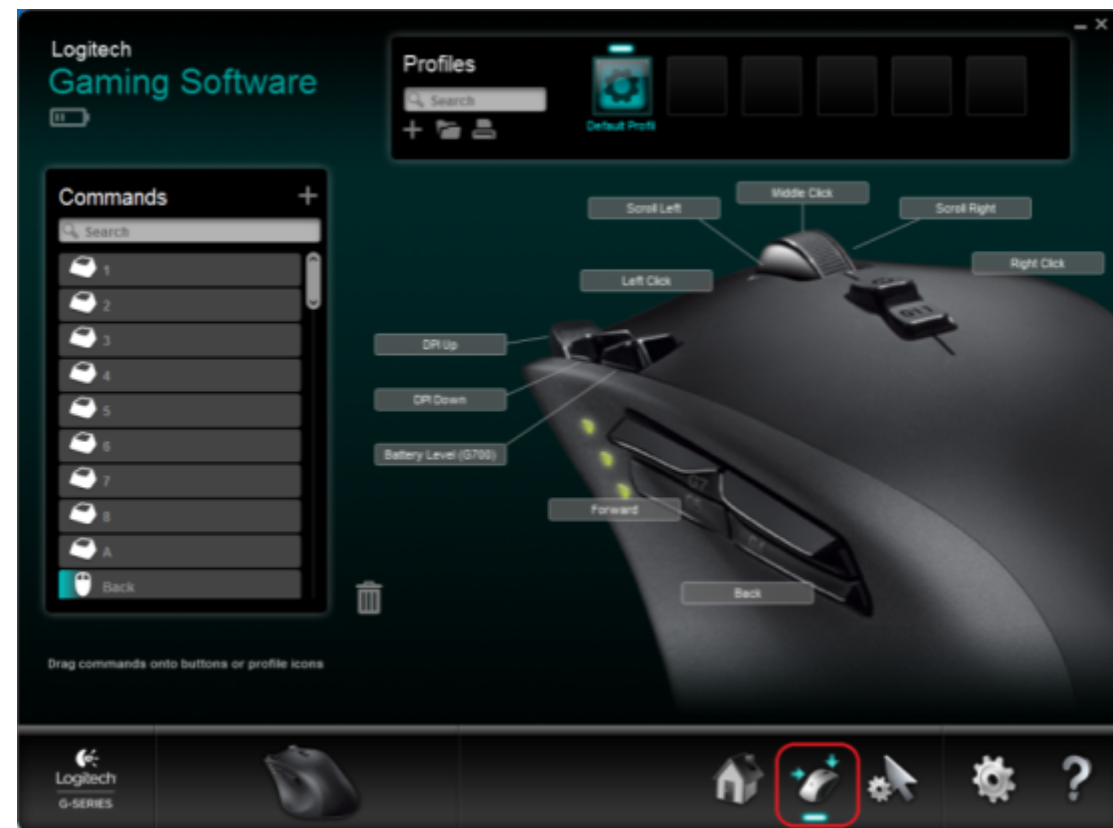 Logitech
Gaming Software
Profiles
Search
Default Profil
Commands
Search
1
2
3
4
5
6
7
8
A
Back
Middle Click
Scroll Left
Scroll Right
Right Click
Left Click
DPI Up
DPI Down
Battery Level (G700)
G11
G7
Forward
Back
Drag commands onto buttons or profile icons
Logitech
G-SERIES
?